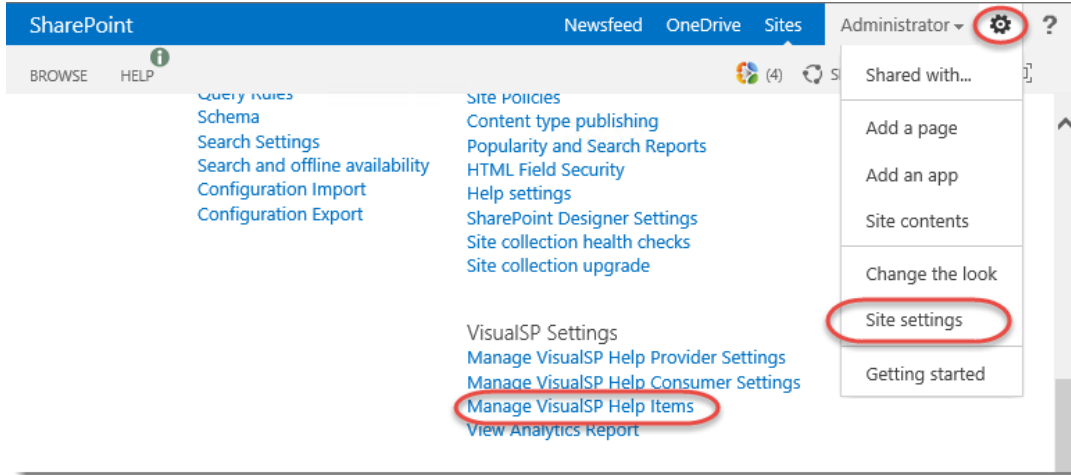 SharePoint
Newsfeed OneDrive Sites Administrator ?
BROWSE HELP (4) S
Query Rules
Schema
Search Settings
Search and offline availability
Configuration Import
Configuration Export
Site Policies
Content type publishing
Popularity and Search Reports
HTML Field Security
Help settings
SharePoint Designer Settings
Site collection health checks
Site collection upgrade
VisualSP Settings
Manage VisualSP Help Provider Settings
Manage VisualSP Help Consumer Settings
Manage VisualSP Help Items
View Analytics Report
Shared with...
Add a page
Add an app
Site contents
Change the look
Site settings
Getting started